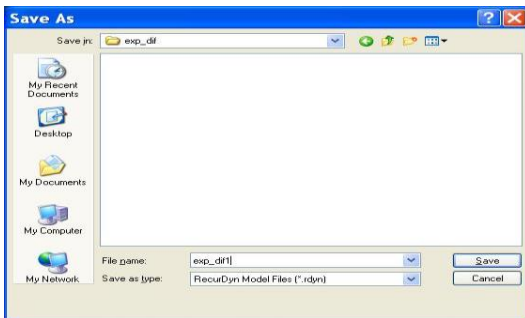 Save As
Save in: exp_dif
My Recent
Documents
Desktop
My Documents
My Computer
My Network
File name: exp_dif1
Save
Save as type: RecurDyn Model Files (*.rdyn)
Cancel